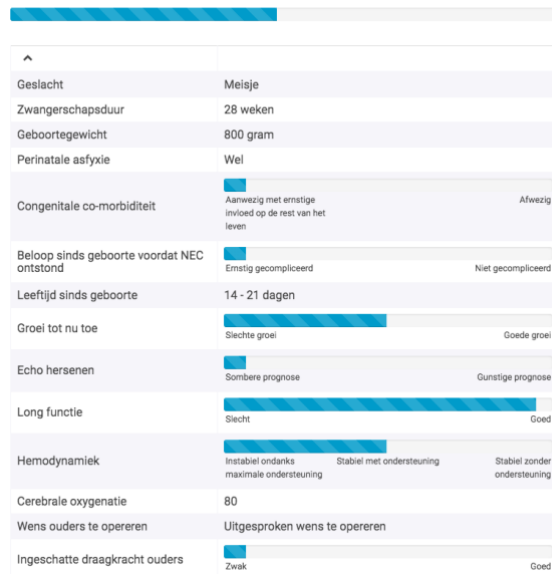 Geslacht Meisje
Zwangerschapsduur 28 weken
Geboortegewicht 800 gram
Perinatale asfyxie Wel
Congenitale co-morbiditeit
Aanwezig met ernstige Afwezig
invloed op de rest van het
leven
Beloop sinds geboorte voordat NEC
ontstond
Ernstig gecompliceerd Niet gecompliceerd
Leeftijd sinds geboorte 14 - 21 dagen
Groei tot nu toe
Slechte groei Goede groei
Echo hersenen
Sombere prognose Gunstige prognose
Long functie
Slecht Goed
Hemodynamiek
Instabiel ondanks Stabiel met ondersteuning Stabiel zonder
maximale ondersteuning ondersteuning
Cerebrale oxygenatie 80
Wens ouders te opereren Uitgesproken wens te opereren
Ingeschatte draagkracht ouders
Zwak Goed